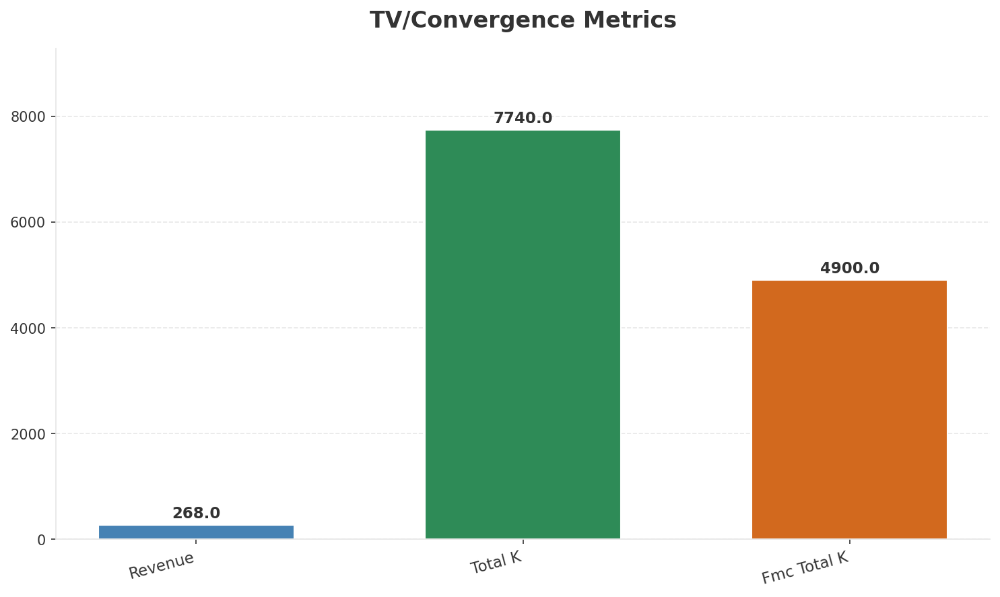 TV/Convergence Metrics
8000
6000
4000
2000
0
268.0
7740.0
4900.0
Revenue
Total K
Fmc Total K